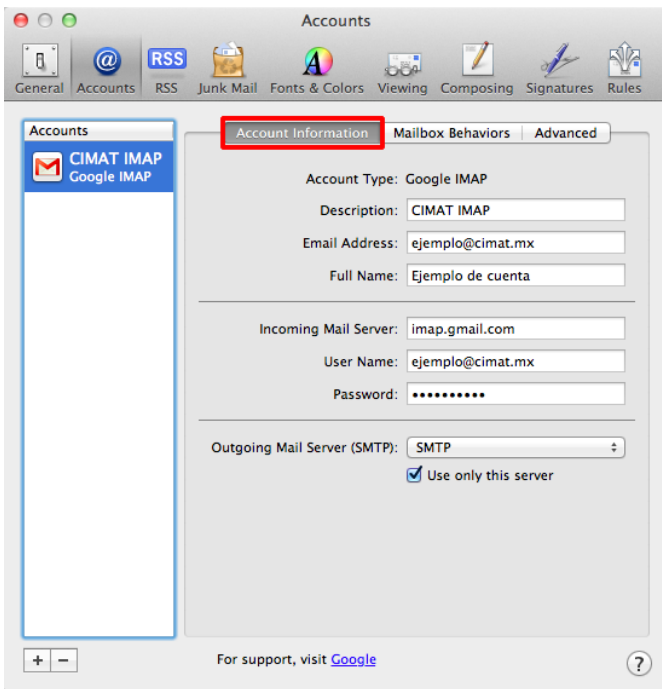 Accounts
General Accounts RSS Junk Mail Fonts & Colors Viewing Composing Signatures Rules
Accounts
CIMAT IMAP
Google IMAP
Account Information Mailbox Behaviors Advanced
Account Type: Google IMAP
Description: CIMAT IMAP
Email Address: ejemplo@cimat.mx
Full Name: Ejemplo de cuenta
Incoming Mail Server: imap.gmail.com
User Name: ejemplo@cimat.mx
Password: ••••••••••
Outgoing Mail Server (SMTP): SMTP
Use only this server
+ −
For support, visit Google
?